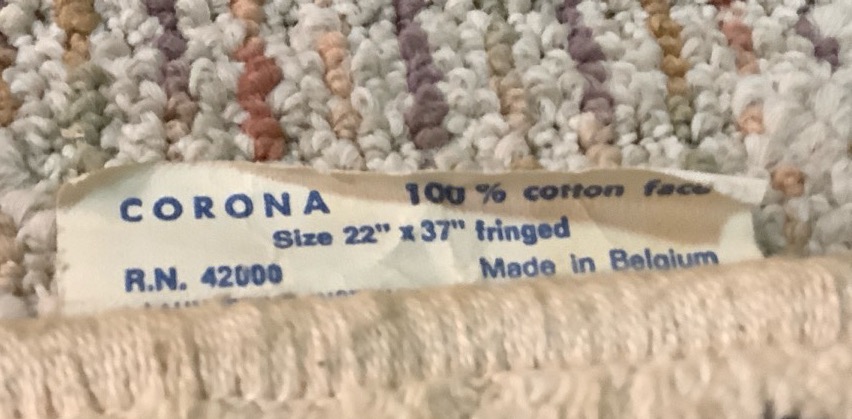 CORONA 100% cotton face
Size 22" x 37" fringed
R.N. 42000 Made in Belgium